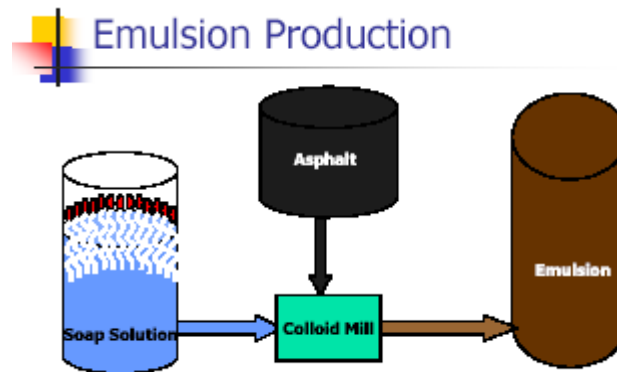 Emulsion Production
Asphalt
Emulsion
Soap Solution
Colloid Mill